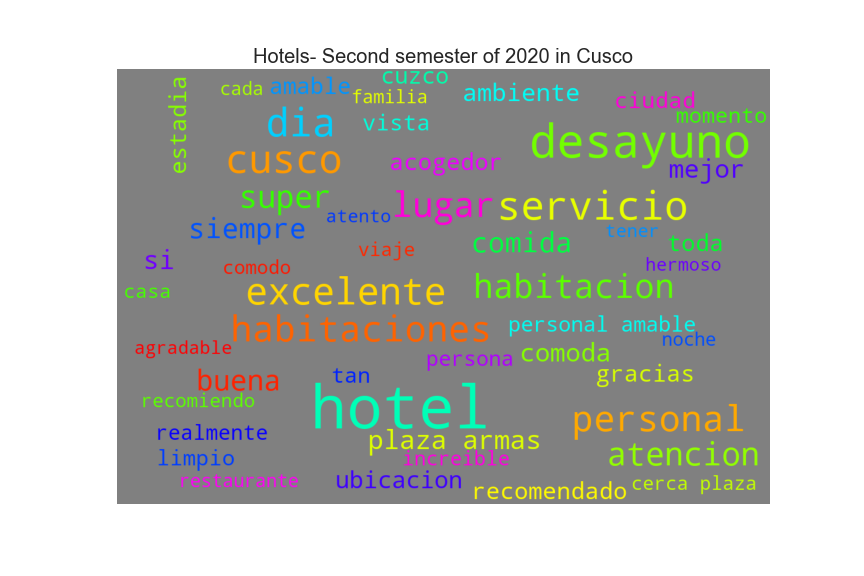 Hotels- Second semester of 2020 in Cusco
cuzco
cada
amable
familia
ambiente
ciudad
estadia
dia
vista
momento
desayuno
cusco
acogedor
mejor
super
lugar
servicio
siempre
atento
tener
viaje
comida
toda
si
comodo
hermoso
casa
excelente
habitacion
habitaciones
personal amable
agradable
noche
persona
comoda
buena
tan
gracias
recomiendo
hotel
personal
realmente
plaza armas
limpio
increible
atencion
restaurante
ubicacion
recomendado
cerca plaza